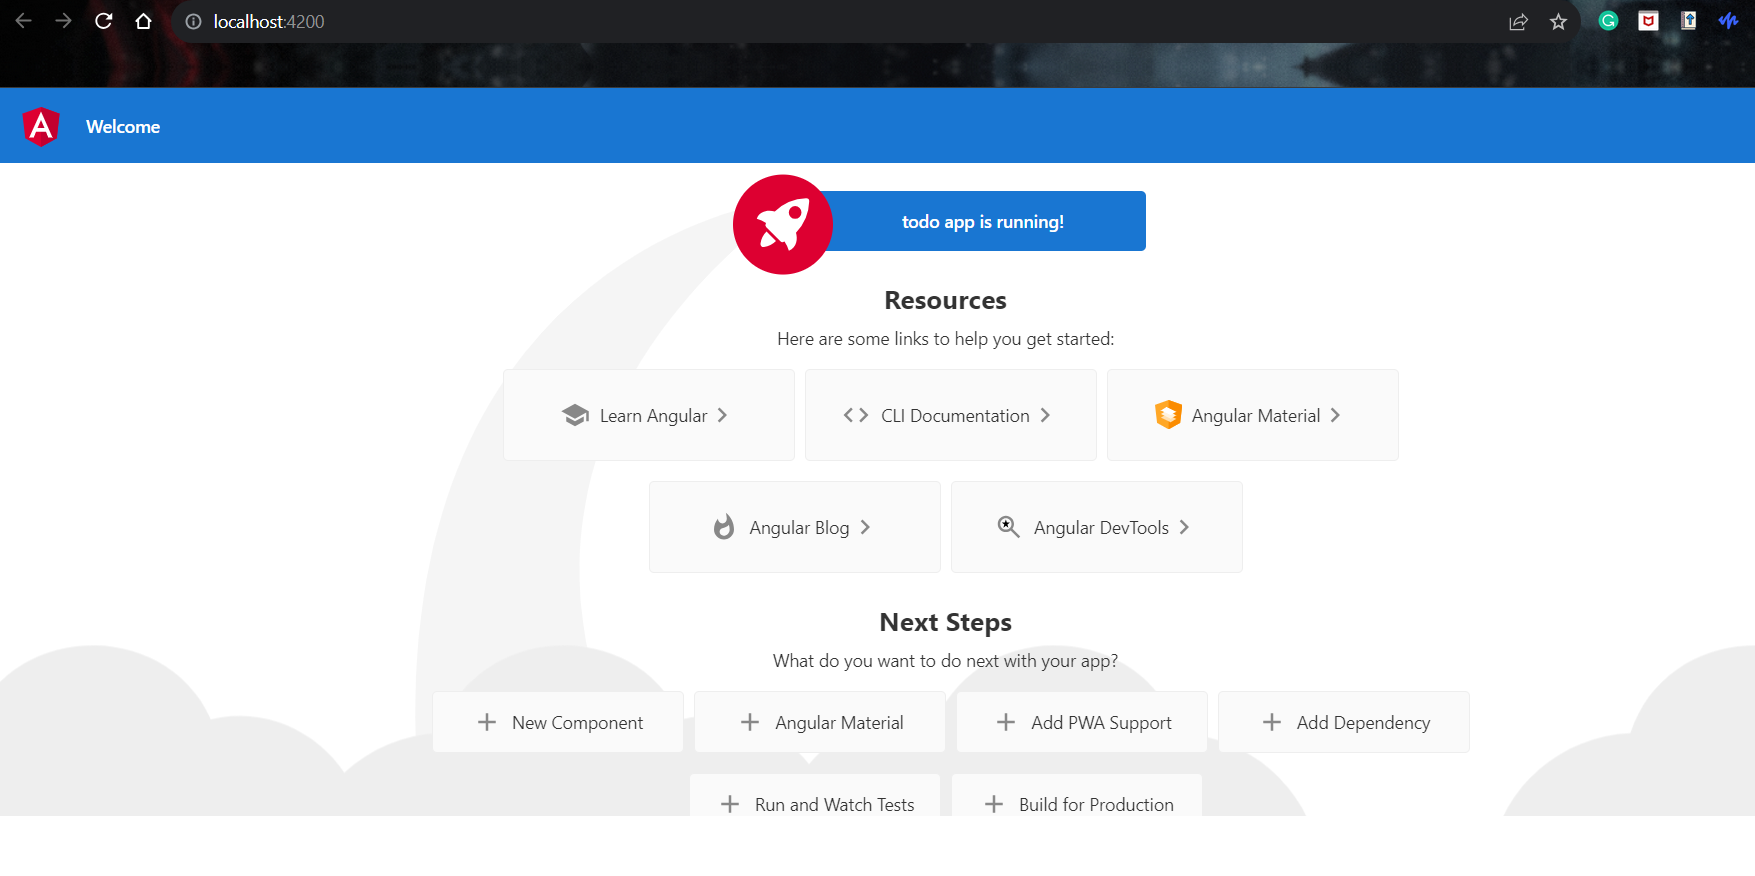 localhost:4200
Welcome
todo app is running!
Resources
Here are some links to help you get started:
Learn Angular
CLI Documentation
Angular Material
Angular Blog
Angular DevTools
Next Steps
What do you want to do next with your app?
New Component
Angular Material
Add PWA Support
Add Dependency
Run and Watch Tests
Build for Production